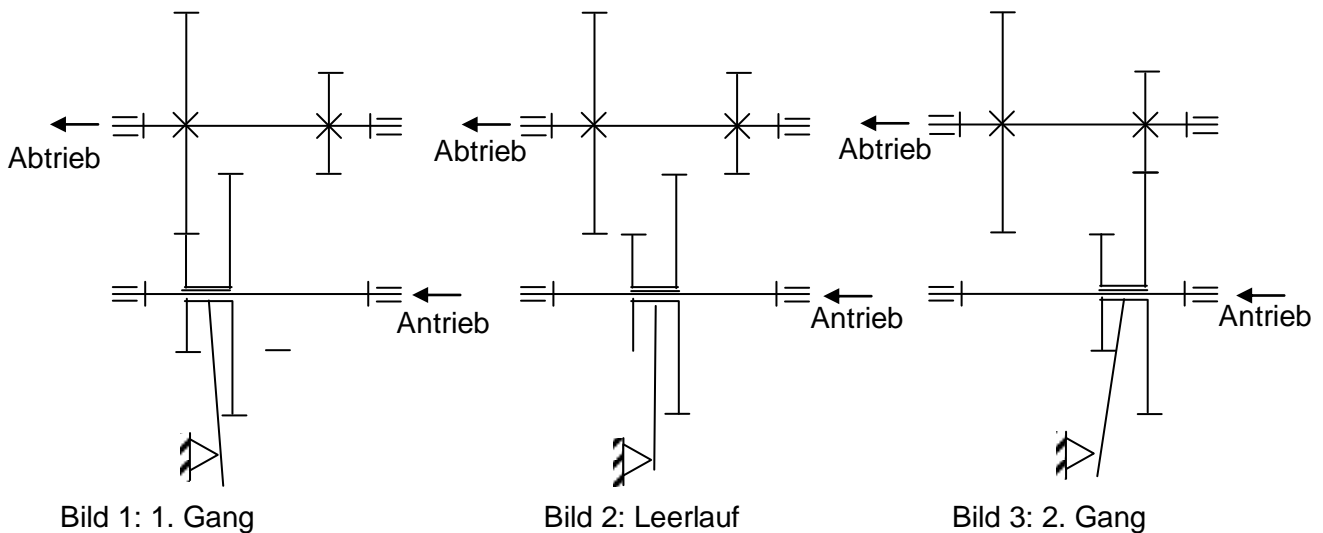 Abtrieb
Abtrieb
Abtrieb
Antrieb
Antrieb
Antrieb
Bild 1: 1. Gang
Bild 2: Leerlauf
Bild 3: 2. Gang